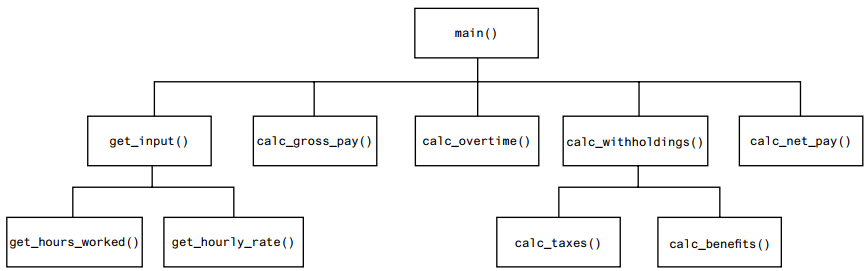 main()
get_input()
calc_gross_pay()
calc_overtime()
calc_withholdings()
calc_net_pay()
get_hours_worked()
get_hourly_rate()
calc_taxes()
calc_benefits()